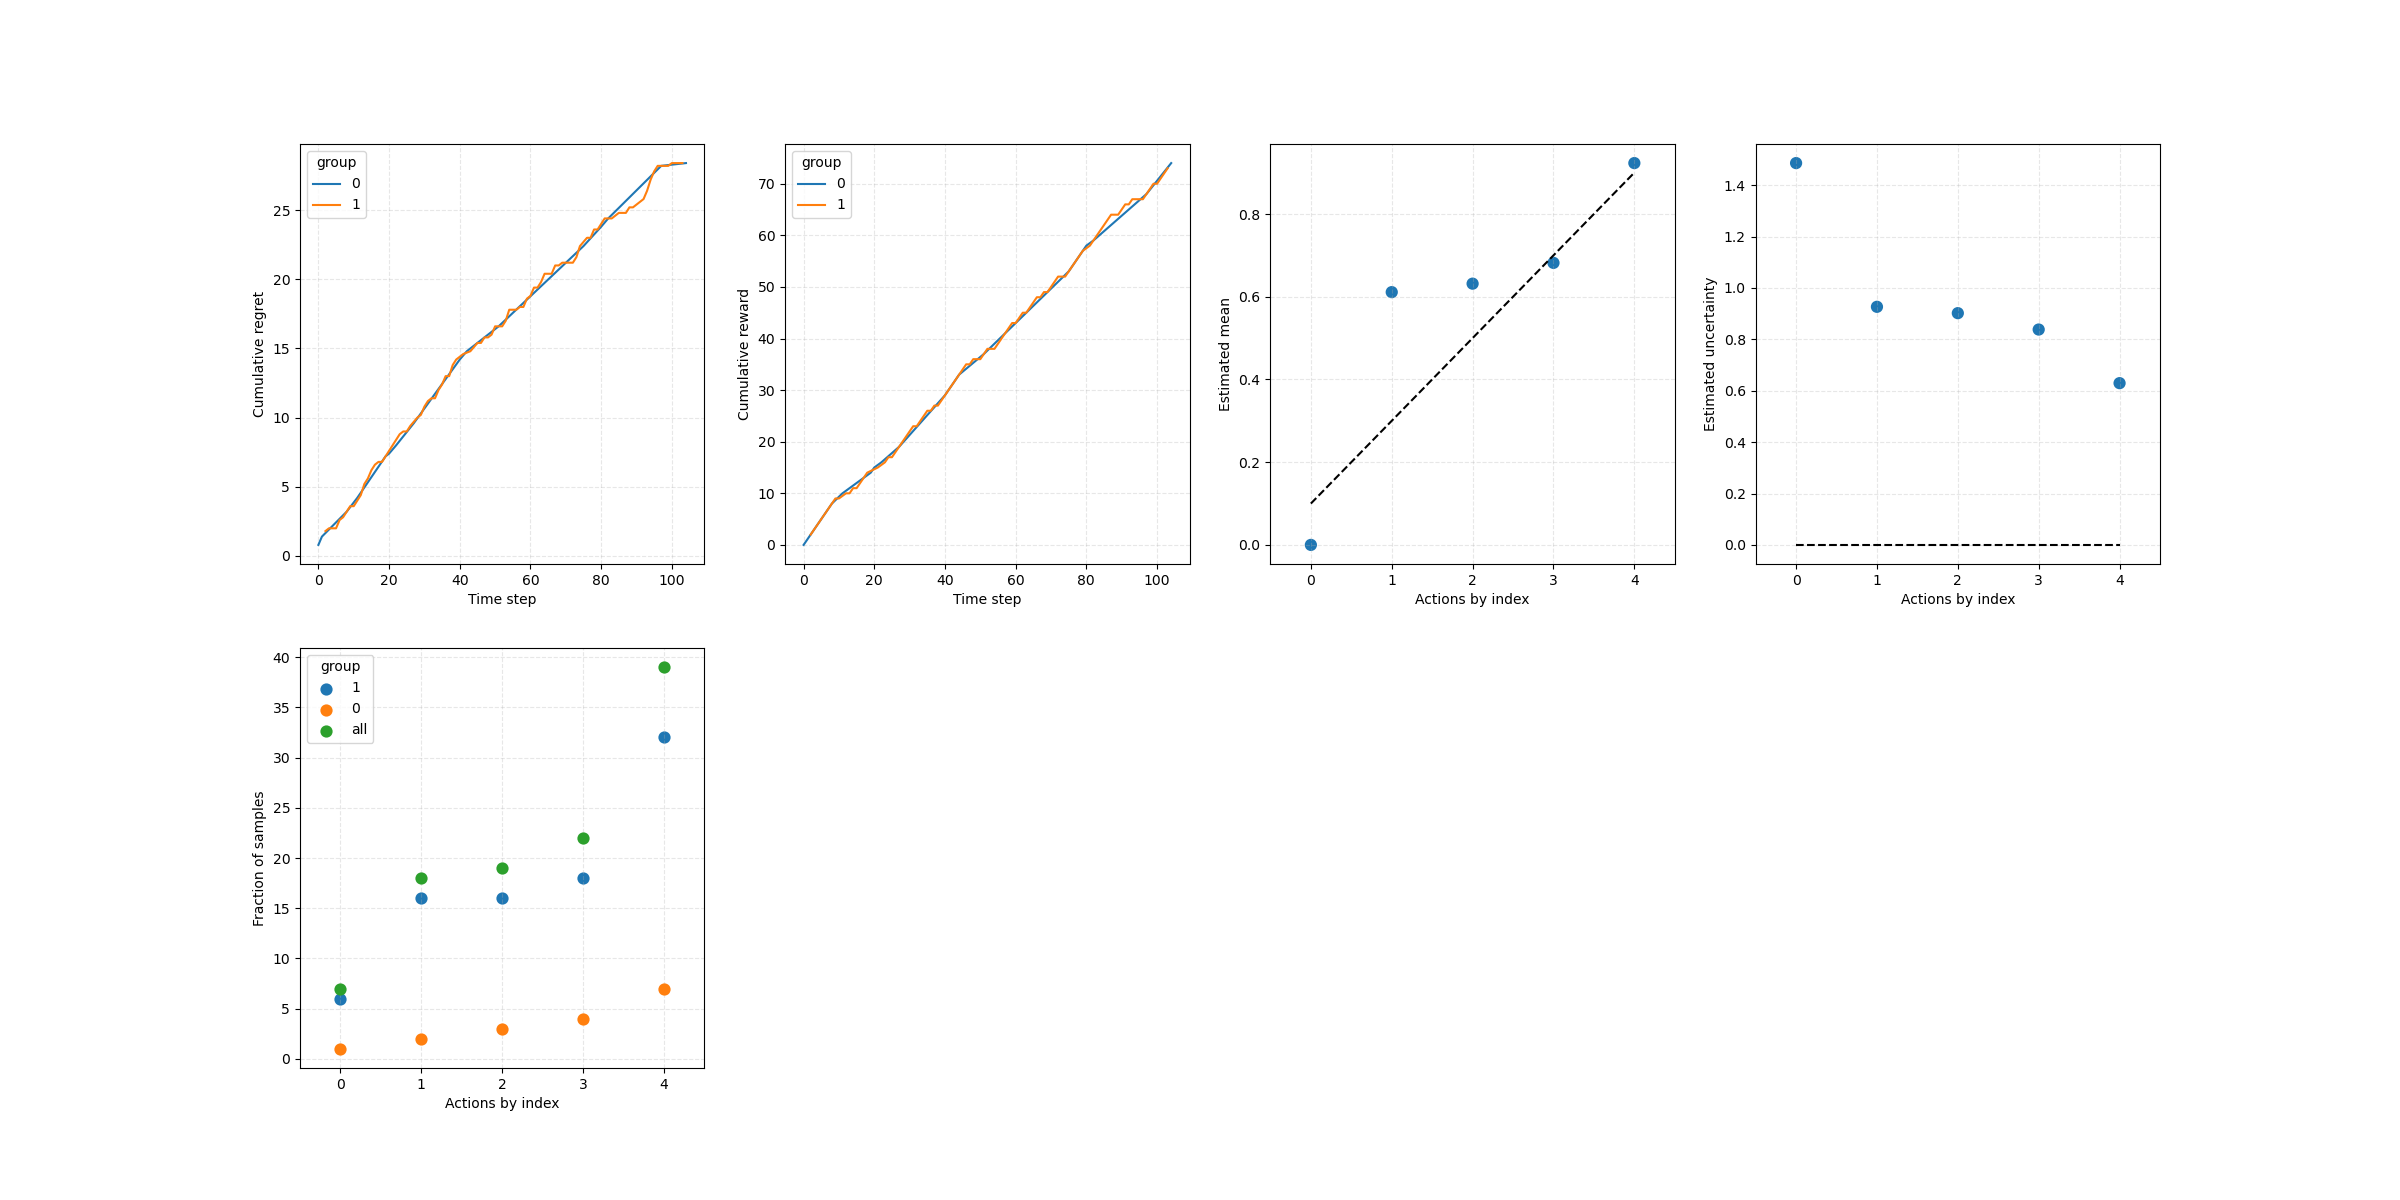 group
0
1
25
20
15
10
5
0
Cumulative regret
0 20 40 60 80 100
Time step
group
0
1
70
60
50
40
30
20
10
0
Cumulative reward
0 20 40 60 80 100
Time step
0.8
0.6
0.4
0.2
0.0
Estimated mean
0 1 2 3 4
Actions by index
1.4
1.2
1.0
0.8
0.6
0.4
0.2
0.0
Estimated uncertainty
0 1 2 3 4
Actions by index
group
1
0
all
40
35
30
25
20
15
10
5
0
Fraction of samples
0 1 2 3 4
Actions by index